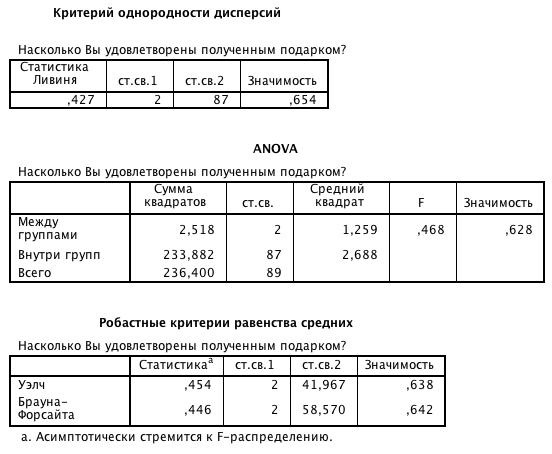 Критерий однородности дисперсий
Насколько Вы удовлетворены полученным подарком?
Статистика Ливиня ст.св.1 ст.св.2 Значимость
,427 2 87 ,654
ANOVA
Насколько Вы удовлетворены полученным подарком?
Сумма квадратов ст.св. Средний квадрат F Значимость
Между группами 2,518 2 1,259 ,468 ,628
Внутри групп 233,882 87 2,688
Всего 236,400 89
Робастные критерии равенства средних
Насколько Вы удовлетворены полученным подарком?
Статистикаa ст.св.1 ст.св.2 Значимость
Уэлч ,454 2 41,967 ,638
Брауна-Форсайта ,446 2 58,570 ,642
a. Асимптотически стремится к F-распределению.